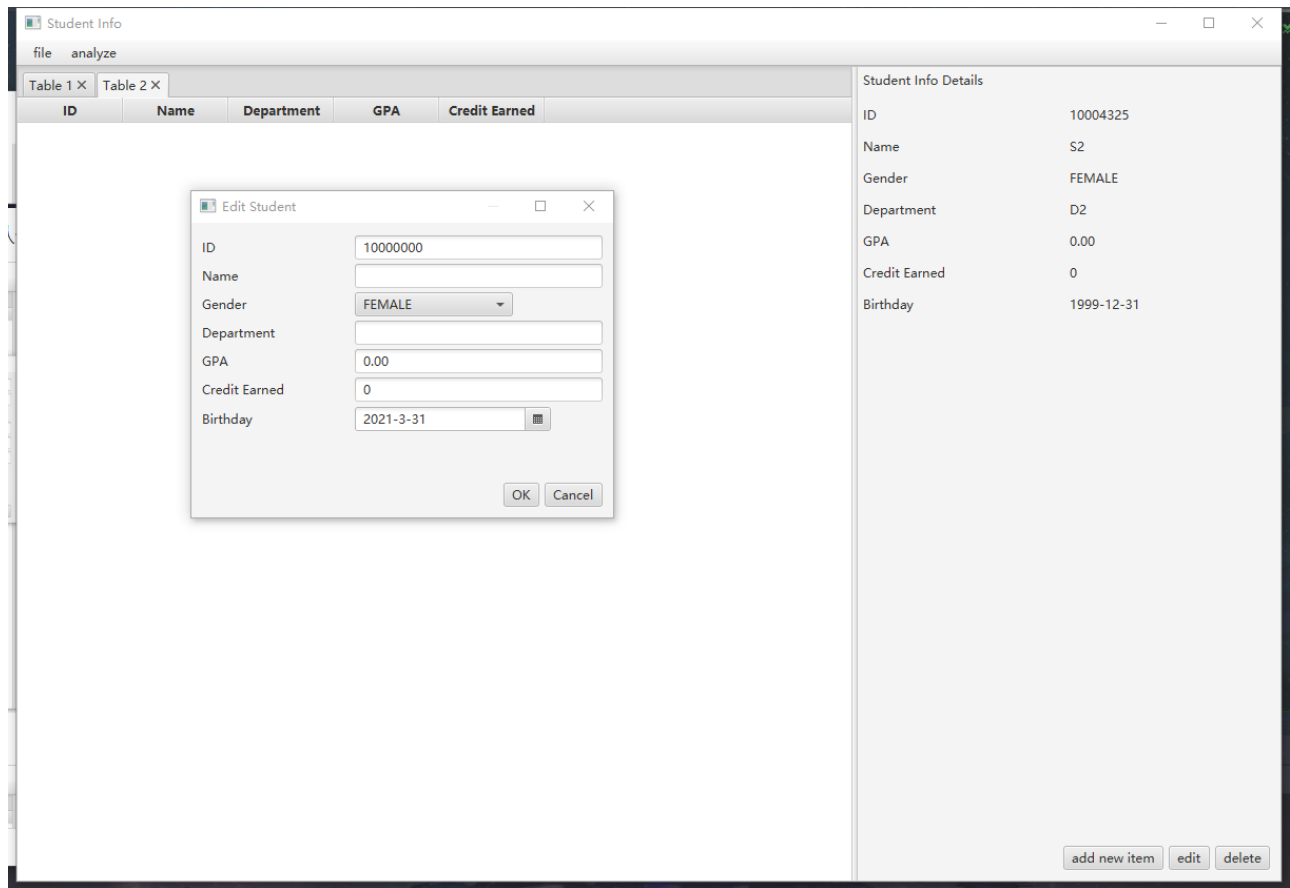 Student Info
file analyze
Table 1 Table 2
ID Name Department GPA Credit Earned
Edit Student
ID 10000000
Name
Gender FEMALE
Department
GPA 0.00
Credit Earned 0
Birthday 2021-3-31
OK Cancel
Student Info Details
ID 10004325
Name S2
Gender FEMALE
Department D2
GPA 0.00
Credit Earned 0
Birthday 1999-12-31
add new item edit delete